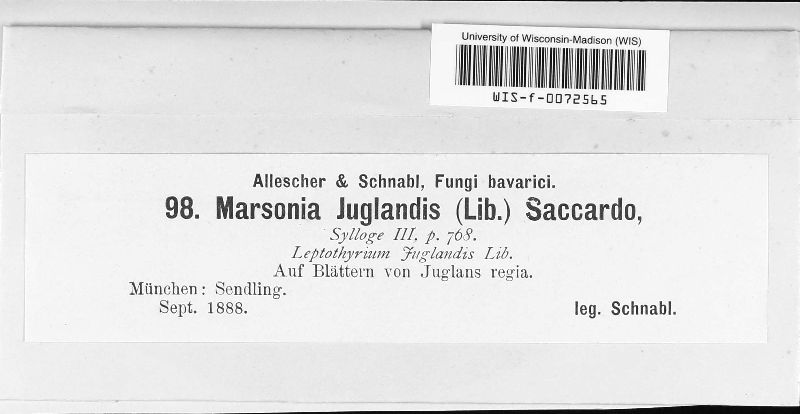 University of Wisconsin-Madison (WIS)
WIS-f-0072565
Allescher & Schnabl, Fungi bavarici.
98. Marsonia Juglandis (Lib.) Saccardo,
Sylloge III, p. 768.
Leptothyrium Juglandis Lib.
Auf Blättern von Juglans regia.
München: Sendling.
Sept. 1888.
leg. Schnabl.